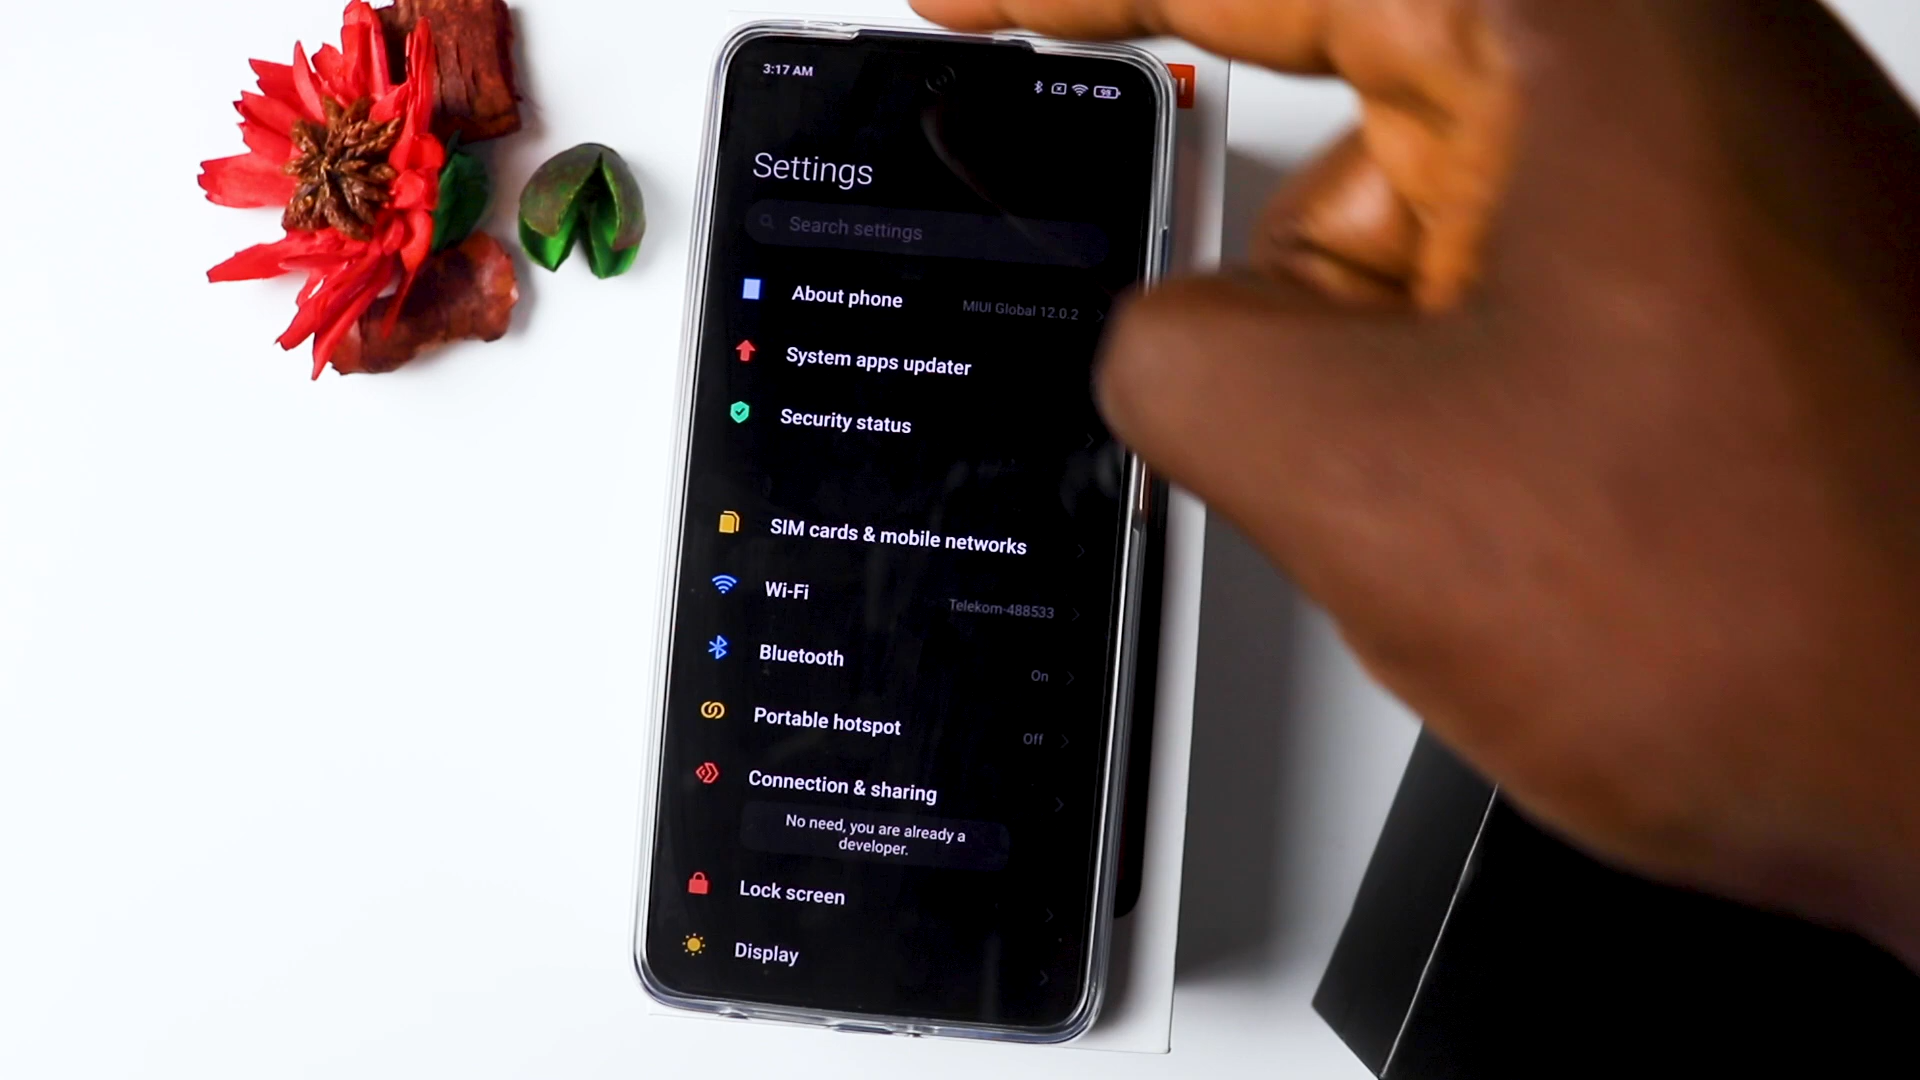 3:17 AM
99
Settings
Search settings
About phone MIUI Global 12.0.2
System apps updater
Security status
SIM cards & mobile networks
Wi-Fi Telekom-488533
Bluetooth On
Portable hotspot Off
Connection & sharing
No need, you are already a
developer.
Lock screen
Display